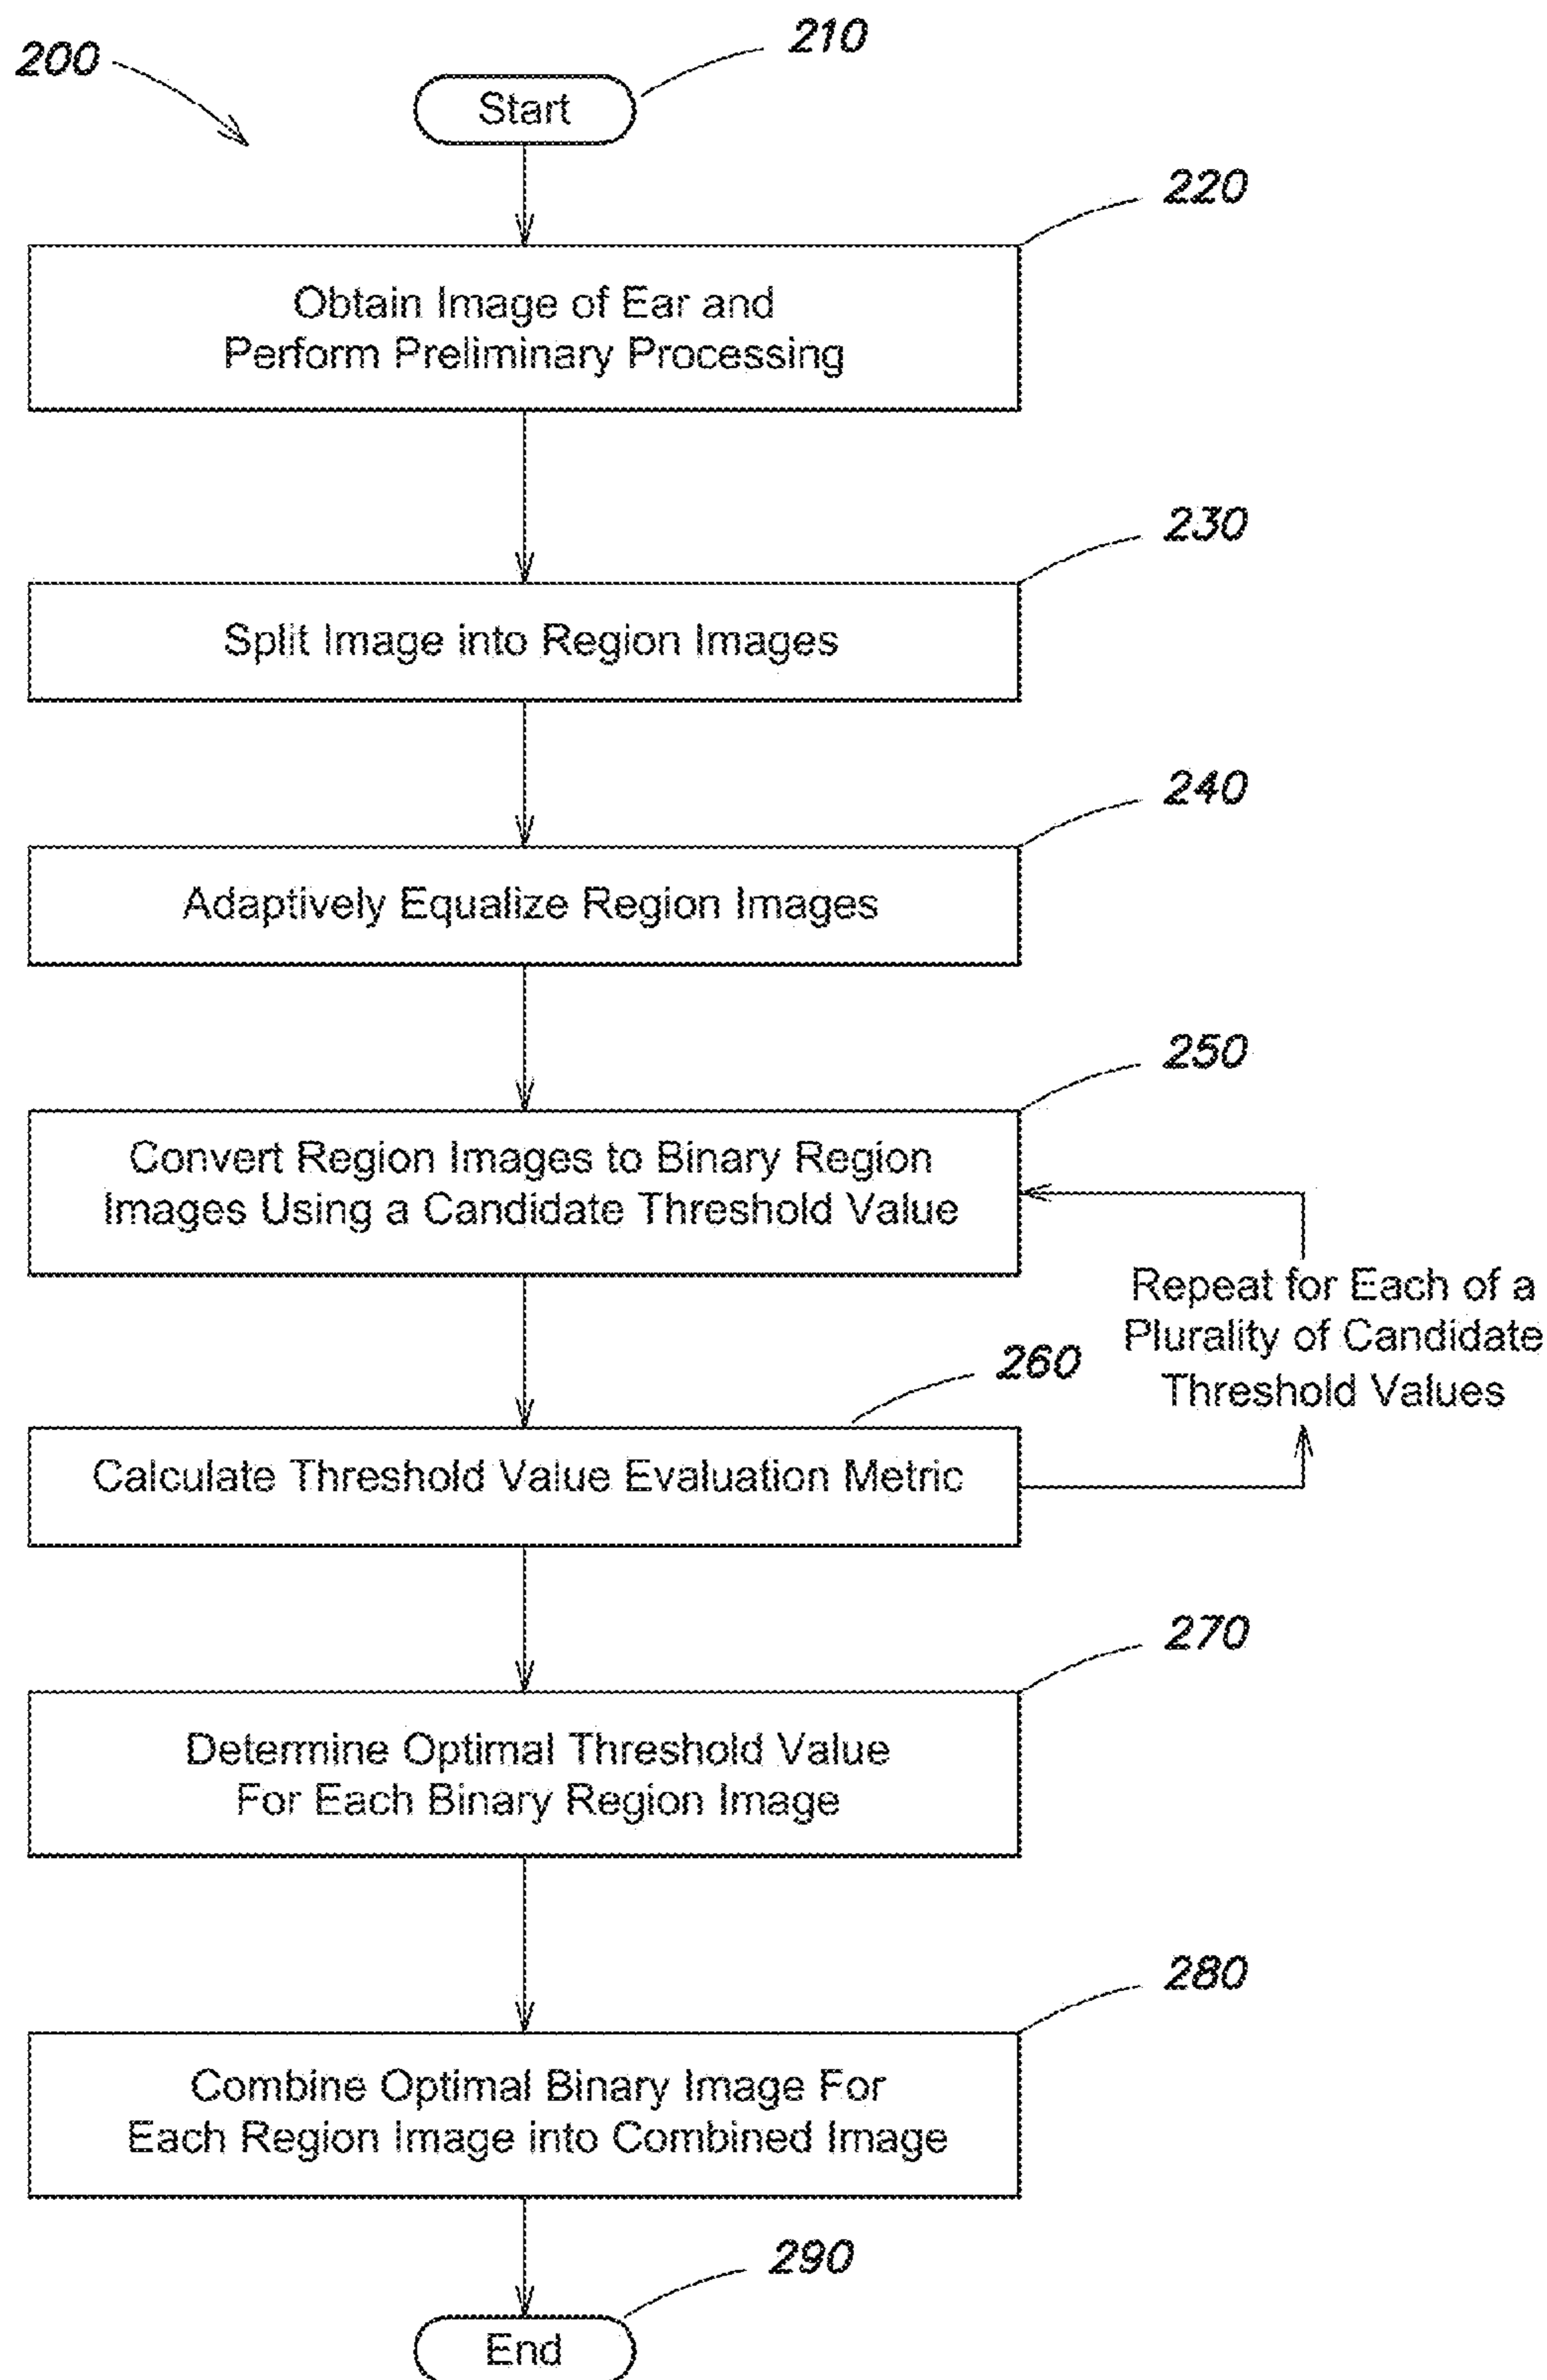 200
210
Start
220
Obtain Image of Ear and
Perform Preliminary Processing
230
Split Image into Region Images
240
Adaptively Equalize Region Images
250
Convert Region Images to Binary Region
Images Using a Candidate Threshold Value
Repeat for Each of a
Plurality of Candidate
Threshold Values
260
Calculate Threshold Value Evaluation Metric
270
Determine Optimal Threshold Value
For Each Binary Region Image
280
Combine Optimal Binary Image For
Each Region Image into Combined Image
290
End